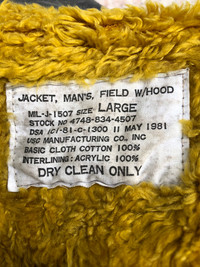 JACKET, MAN'S, FIELD W/HOOD
MIL-J-1507 SIZE LARGE
STOCK NO 4748-834-4507
DSA (C)-81-C-1300 11 MAY 1981
USC MANUFACTURING CO., INC
BASIC CLOTH COTTON 100%
INTERLINING: ACRYLIC 100%
DRY CLEAN ONLY